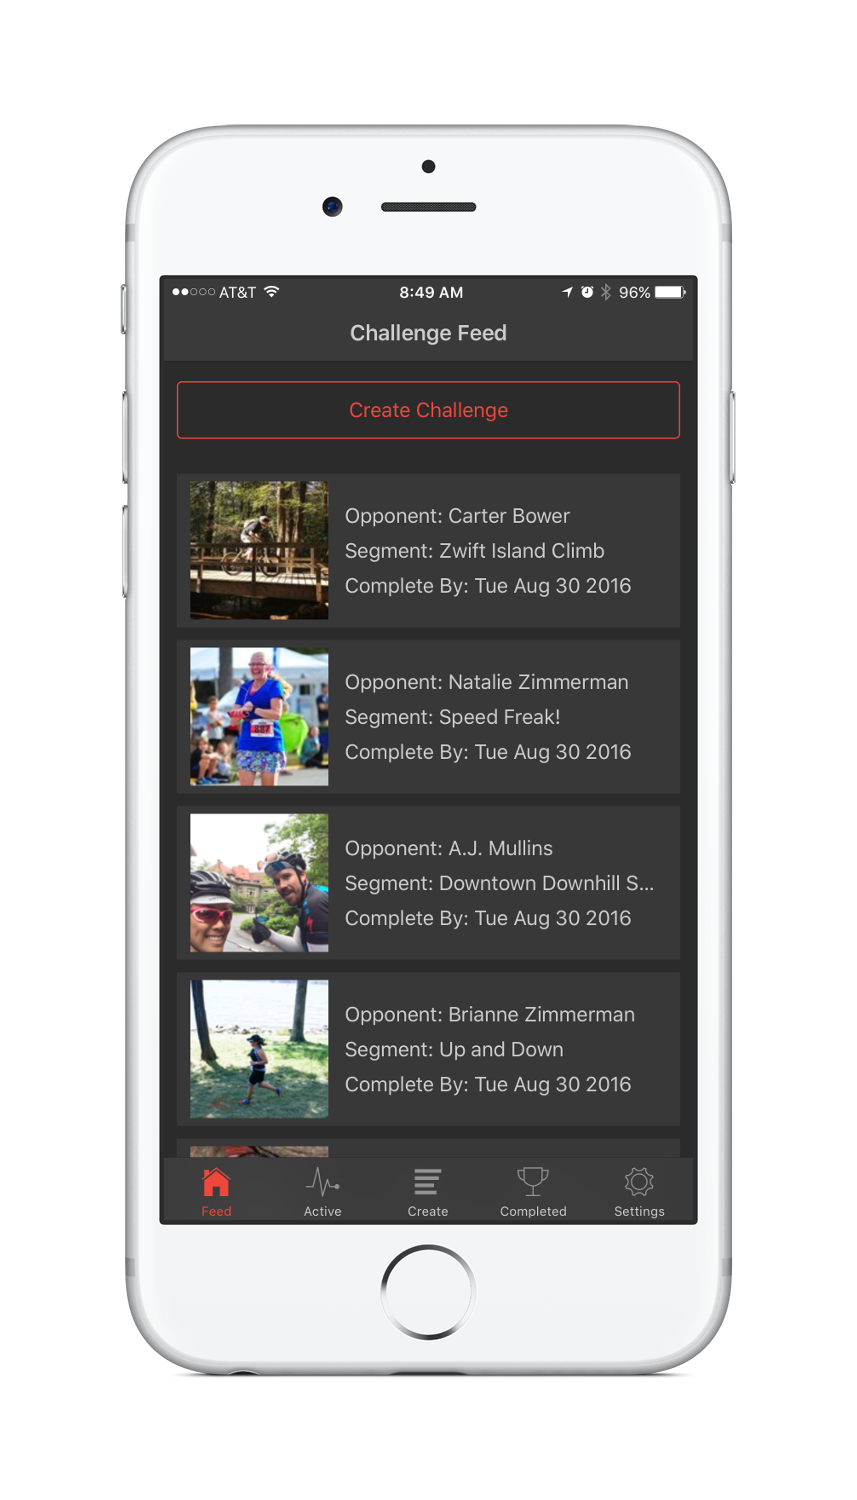 AT&T 8:49 AM 96%
Challenge Feed
Create Challenge
Opponent: Carter Bower
Segment: Zwift Island Climb
Complete By: Tue Aug 30 2016
887
Opponent: Natalie Zimmerman
Segment: Speed Freak!
Complete By: Tue Aug 30 2016
Opponent: A.J. Mullins
Segment: Downtown Downhill S...
Complete By: Tue Aug 30 2016
Opponent: Brianne Zimmerman
Segment: Up and Down
Complete By: Tue Aug 30 2016
Feed Active Create Completed Settings